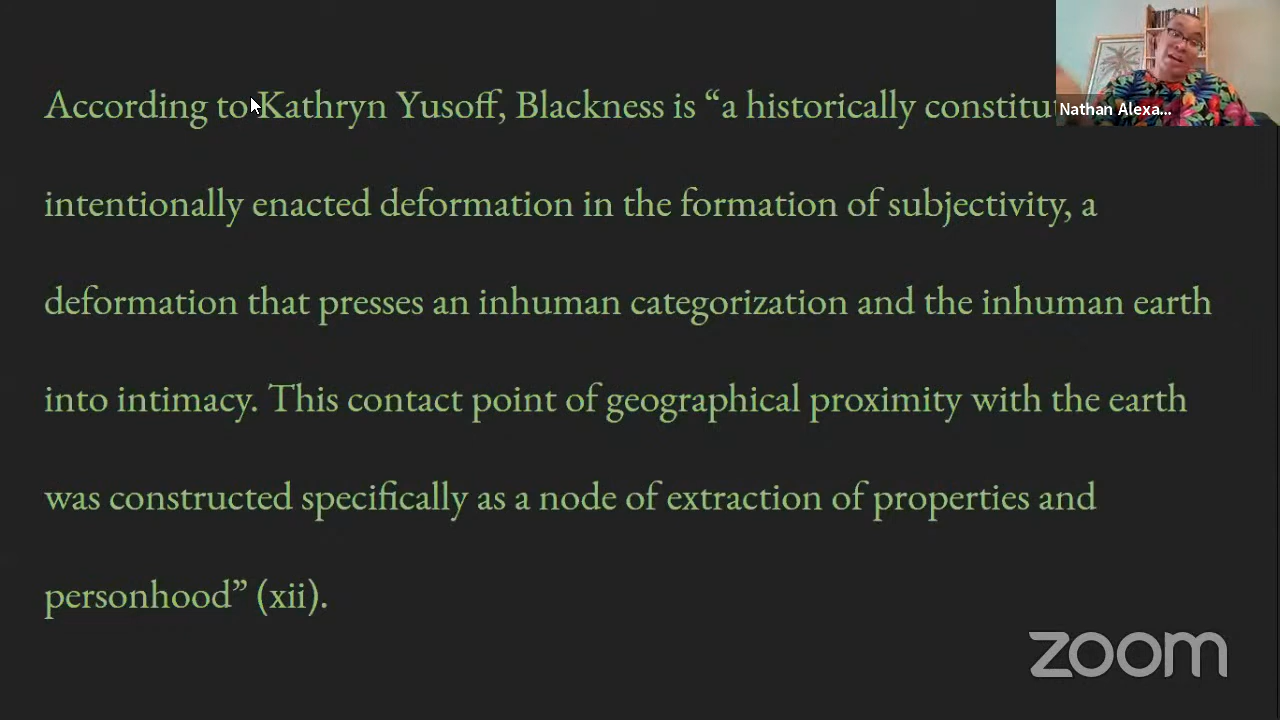 According to Kathryn Yusoff, Blackness is “a historically
intentionally enacted deformation in the formation of subjectivity, a
deformation that presses an inhuman categorization and the inhuman earth
into intimacy. This contact point of geographical proximity with the earth
was constructed specifically as a node of extraction of properties and
personhood” (xii).
Nathan Alexa...
zoom